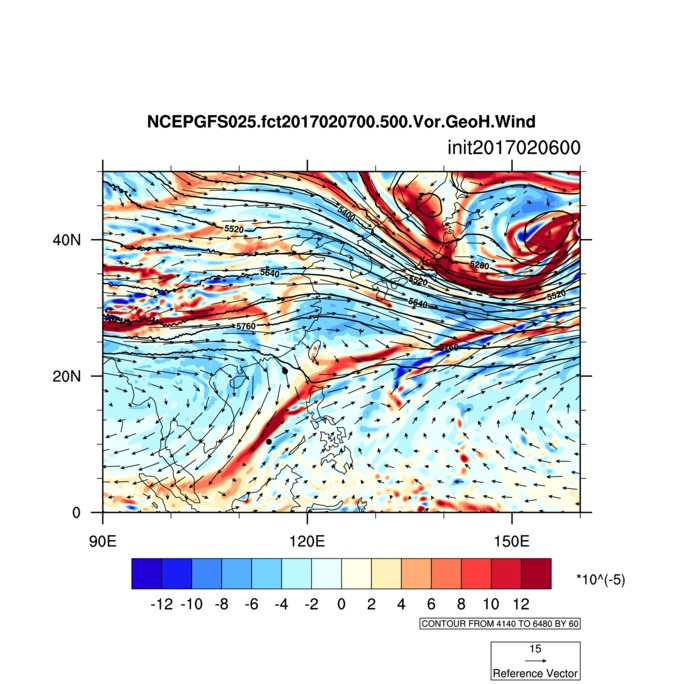 NCEPGFS025.fct2017020700.500.Vor.GeoH.Wind
init2017020600
5400
5520
40N
5280
5640
5520
5400
5640
5520
5760
5760
20N
0
90E 120E 150E
-12 -10 -8 -6 -4 -2 0 2 4 6 8 10 12
*10^(-5)
CONTOUR FROM 4140 TO 6480 BY 60
15
Reference Vector